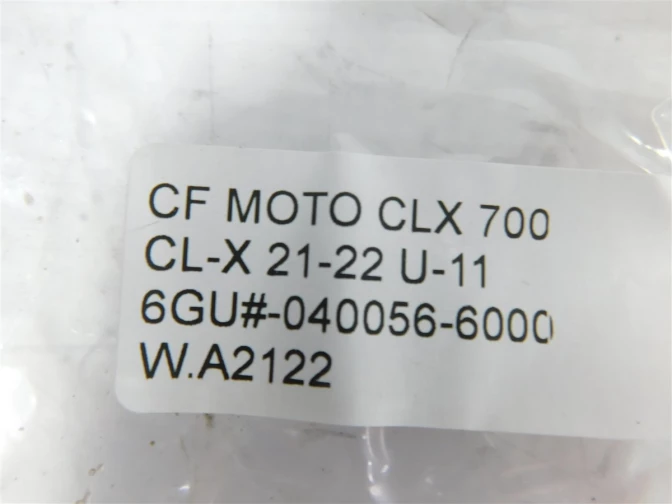 CF MOTO CLX 700
CL-X 21-22 U-11
6GU#-040056-6000
W.A2122